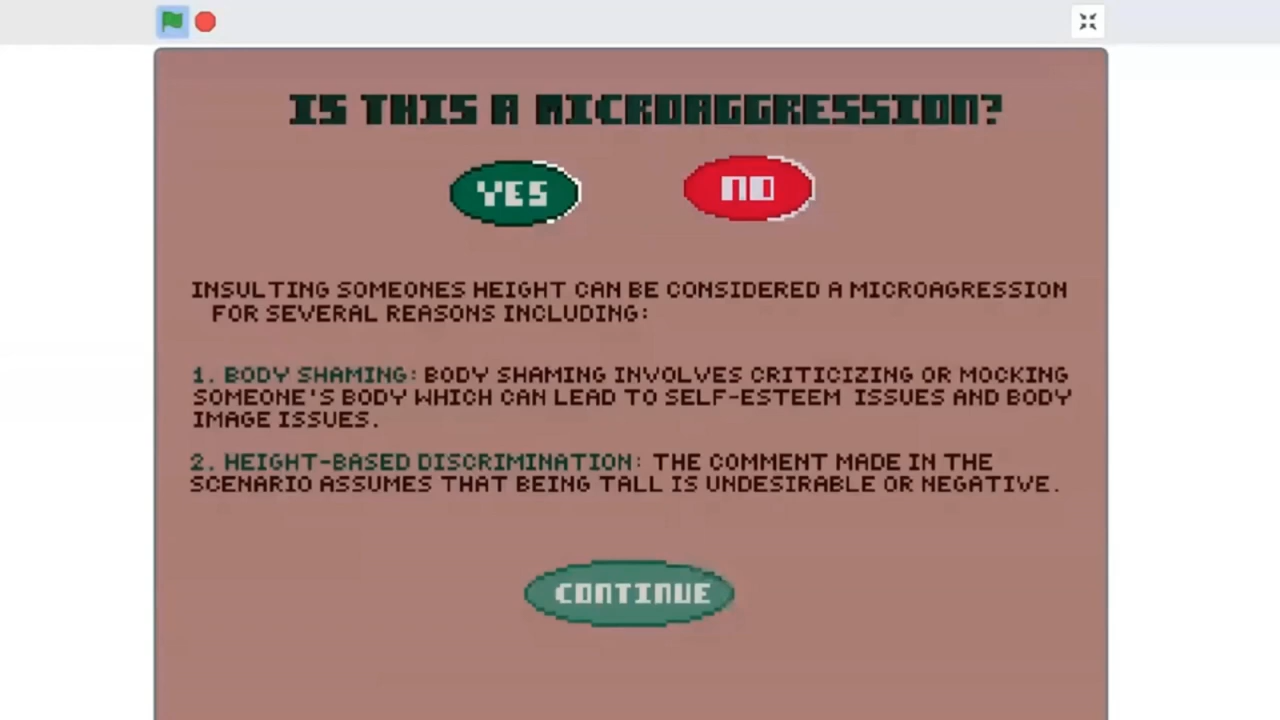 IS THIS A MICROAGGRESSION?
YES NO
INSULTING SOMEONES HEIGHT CAN BE CONSIDERED A MICROAGRESSION
FOR SEVERAL REASONS INCLUDING:
1. BODY SHAMING: BODY SHAMING INVOLVES CRITICIZING OR MOCKING
SOMEONE'S BODY WHICH CAN LEAD TO SELF-ESTEEM ISSUES AND BODY
IMAGE ISSUES.
2. HEIGHT-BASED DISCRIMINATION: THE COMMENT MADE IN THE
SCENARIO ASSUMES THAT BEING TALL IS UNDESIRABLE OR NEGATIVE.
CONTINUE